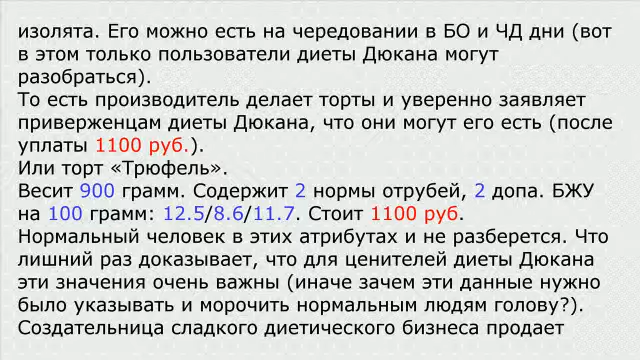 изолята. Его можно есть на чередовании в БО и ЧД дни (вот
в этом только пользователи диеты Дюкана могут
разобраться).
То есть производитель делает торты и уверенно заявляет
приверженцам диеты Дюкана, что они могут его есть (после
уплаты 1100 руб.).
Или торт «Трюфель».
Весит 900 грамм. Содержит 2 нормы отрубей, 2 допа. БЖУ
на 100 грамм: 12.5/8.6/11.7. Стоит 1100 руб.
Нормальный человек в этих атрибутах и не разберется. Что
лишний раз доказывает, что для ценителей диеты Дюкана
эти значения очень важны (иначе зачем эти данные нужно
было указывать и морочить нормальным людям голову?).
Создательница сладкого диетического бизнеса продает